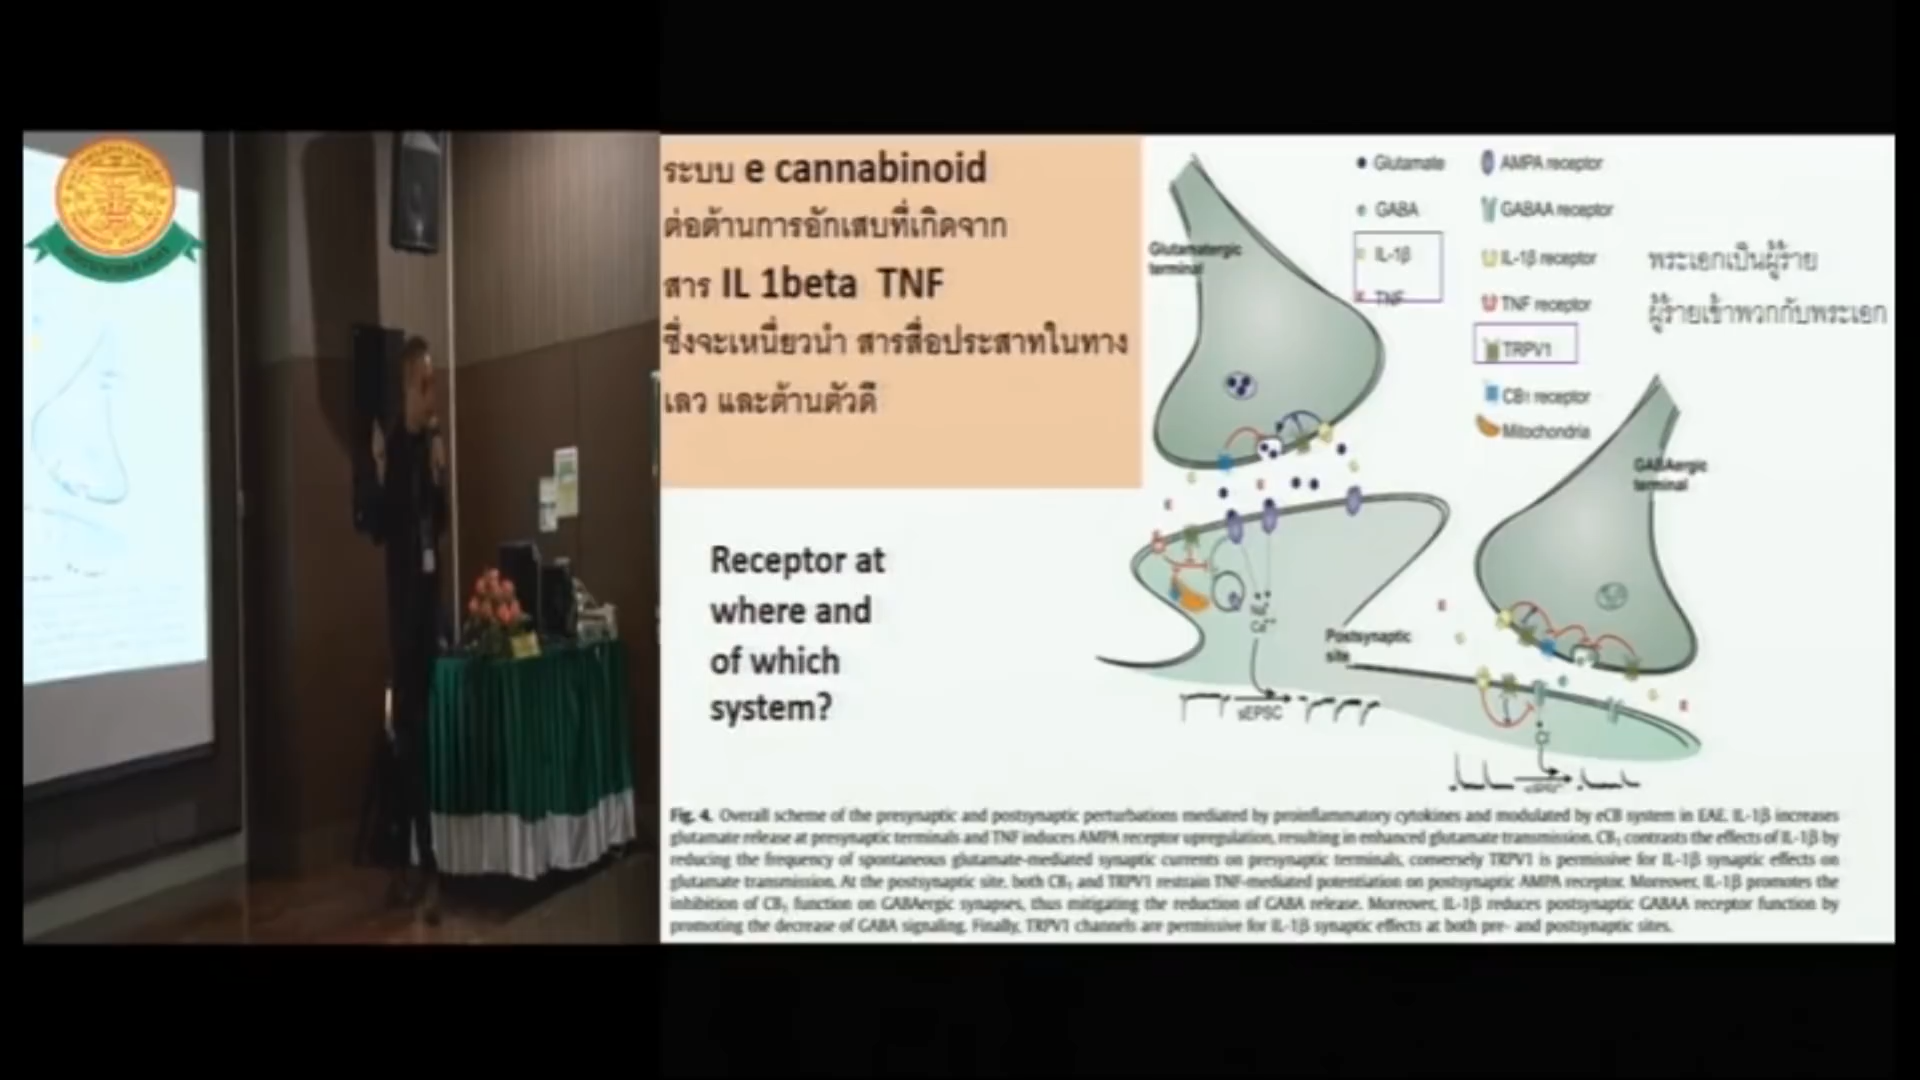 ระบบ e cannabinoid
ต่อต้านการอักเสบที่เกิดจาก
สาร IL 1beta TNF
ซึ่งจะเหนี่ยวนำ สารสื่อประสาทในทาง
เลว และต้านตัวดี
Receptor at
where and
of which
system?
Glutamate
GABA
IL-1β
TNF
AMPA receptor
GABAA receptor
IL-1β receptor
TNF receptor
TRPV1
CB1 receptor
Mitochondria
พระเอกเป็นผู้ร้าย
ผู้ร้ายเข้าพวกกับพระเอก
Glutamatergic
terminal
GABAergic
terminal
Postsynaptic
site
sEPSC
Fig. 4. Overall scheme of the presynaptic and postsynaptic perturbations mediated by proinflammatory cytokines and modulated by eCB system in EAE. IL-1β increases
glutamate release at presynaptic terminals and TNF induces AMPA receptor upregulation, resulting in enhanced glutamate transmission. CB₁ contrasts the effects of IL-1β by
reducing the frequency of spontaneous glutamate-mediated synaptic currents on presynaptic terminals, conversely TRPV1 is permissive for IL-1β synaptic effects on
glutamate transmission. At the postsynaptic site, both CB₁ and TRPV1 restrain TNF-mediated potentiation on postsynaptic AMPA receptor. Moreover, IL-1β promotes the
inhibition of CB₁ function on GABAergic synapses, thus mitigating the reduction of GABA release. Moreover, IL-1β reduces postsynaptic GABAA receptor function by
promoting the decrease of GABA signaling. Finally, TRPV1 channels are permissive for IL-1β synaptic effects at both pre- and postsynaptic sites.